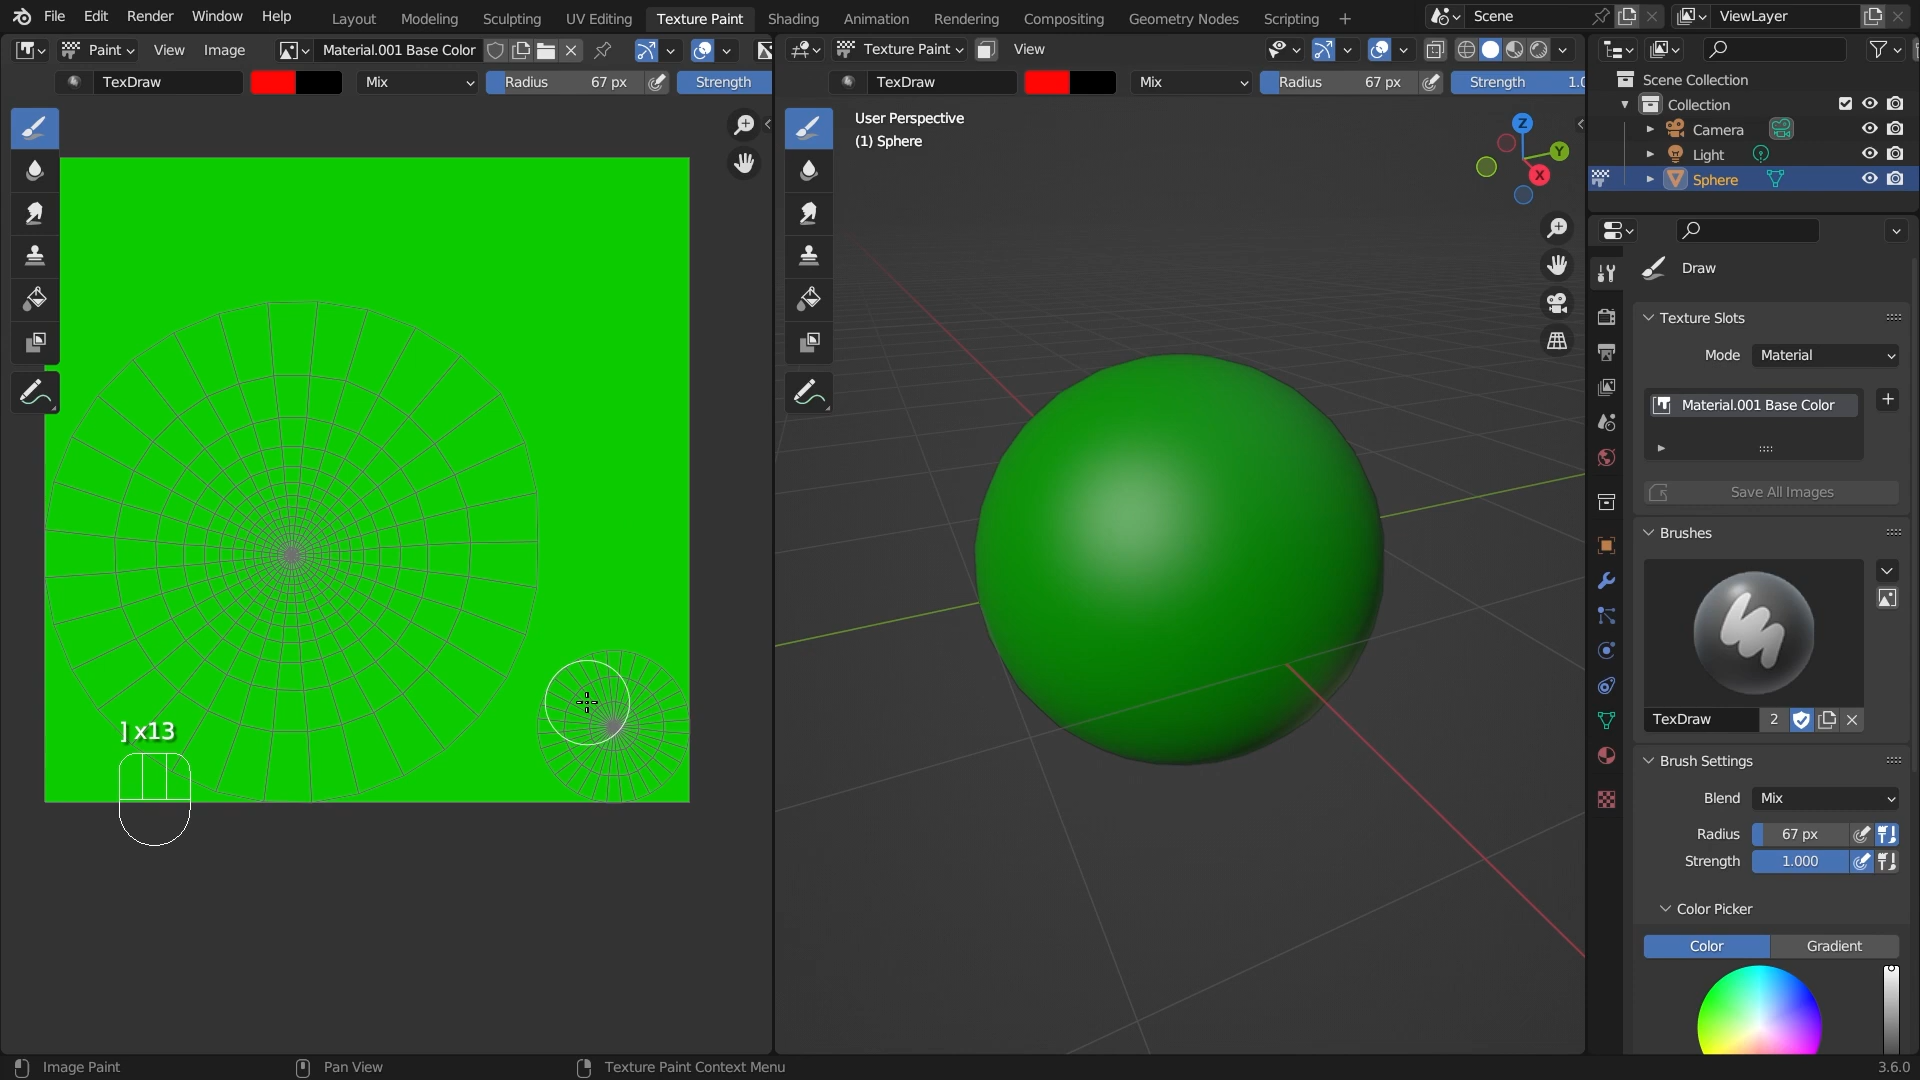 File Edit Render Window Help Layout Modeling Sculpting UV Editing Texture Paint Shading Animation Rendering Compositing Geometry Nodes Scripting + Scene ViewLayer
Paint View Image Material.001 Base Color Texture Paint View
TexDraw Mix Radius 67 px Strength TexDraw Mix Radius 67 px Strength 1.0
Scene Collection
Collection
Camera
Light
Sphere
User Perspective
(1) Sphere
Z
Y
X
Draw
Texture Slots
Mode Material
Material.001 Base Color
Save All Images
Brushes
TexDraw 2
] x13
Brush Settings
Blend Mix
Radius 67 px
Strength 1.000
Color Picker
Color Gradient
Image Paint Pan View Texture Paint Context Menu 3.6.0